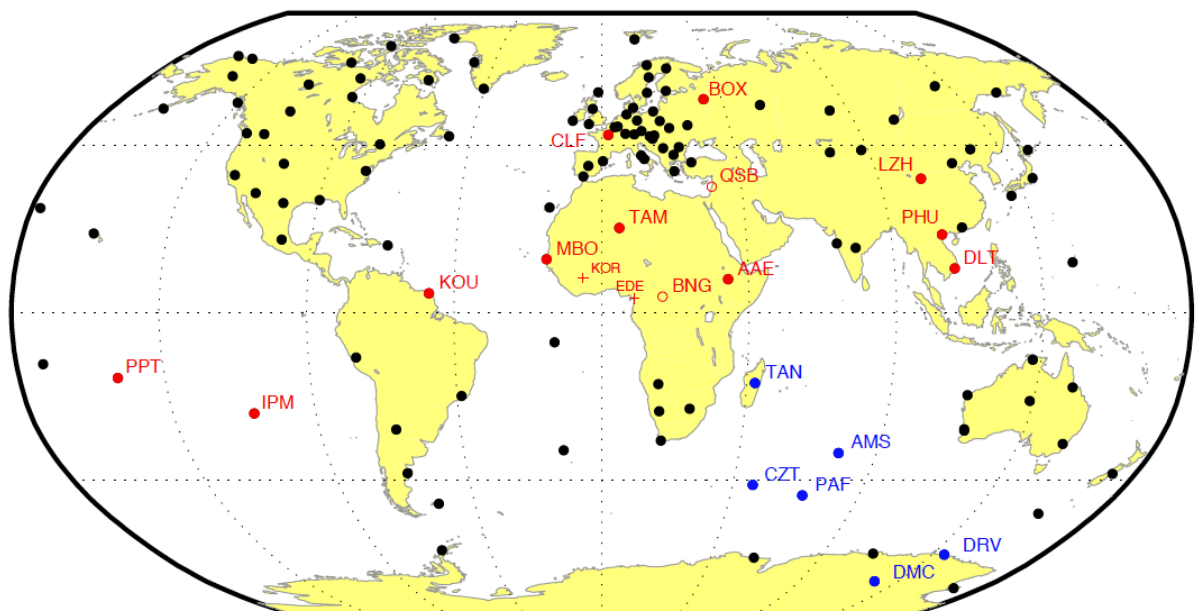 BOX
CLF
LZH
QSB
TAM
PHU
MBO
KOR
AAE
DLT
KOU
EDE
BNG
PPT
TAN
IPM
AMS
CZT
PAF
DRV
DMC